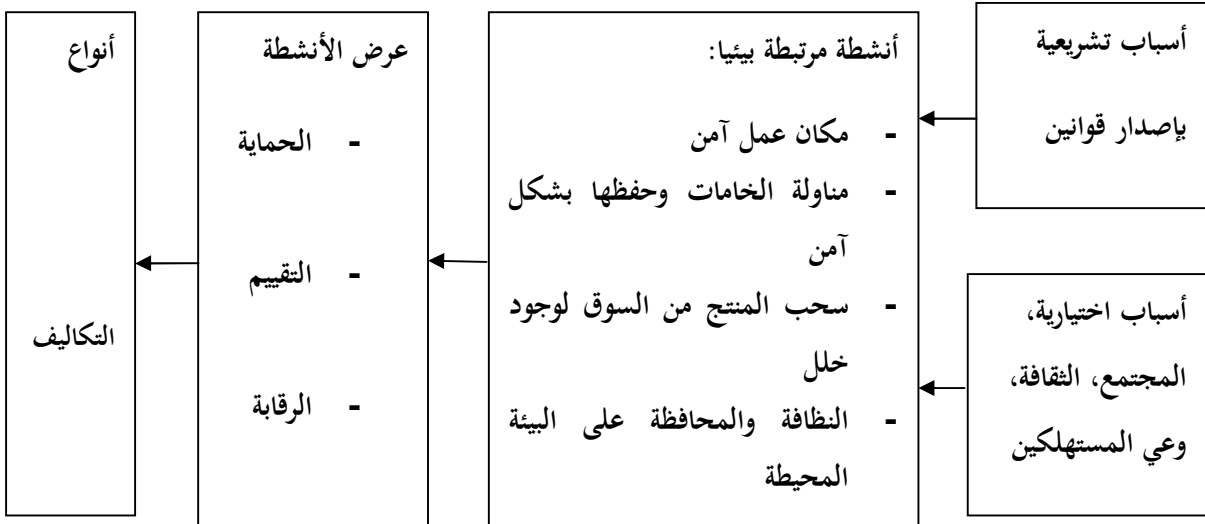 أسباب تشريعية
بإصدار قوانين
أسباب اختيارية،
المجتمع، الثقافة،
وعي المستهلكين
أنشطة مرتبطة بيئيا:
- مكان عمل آمن
- مناولة الخامات وحفظها بشكل
آمن
- سحب المنتج من السوق لوجود
خلل
- النظافة والمحافظة على البيئة
المحيطة
عرض الأنشطة
- الحماية
- التقييم
- الرقابة
أنواع
التكاليف